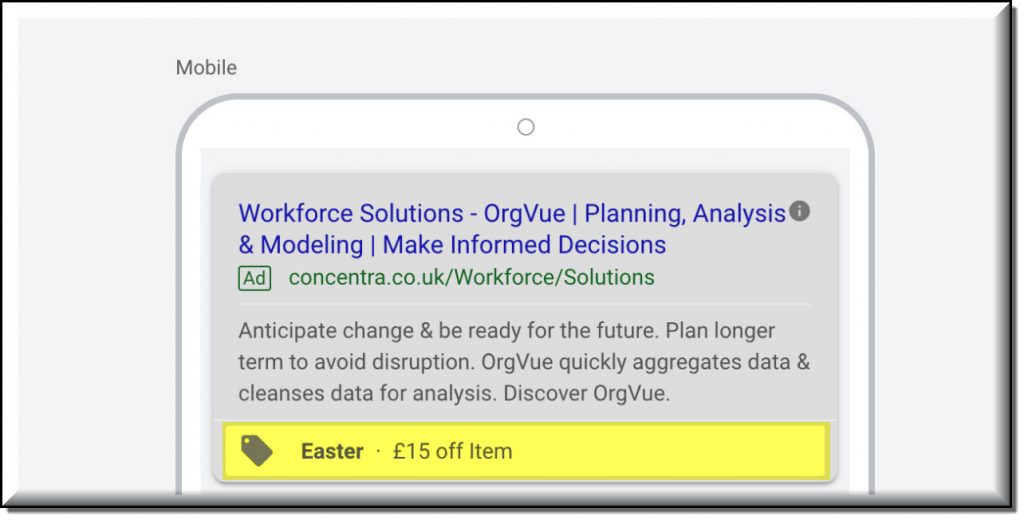 Mobile
Workforce Solutions - OrgVue | Planning, Analysis
& Modeling | Make Informed Decisions
Ad concentra.co.uk/Workforce/Solutions
Anticipate change & be ready for the future. Plan longer
term to avoid disruption. OrgVue quickly aggregates data &
cleanses data for analysis. Discover OrgVue.
Easter · £15 off Item